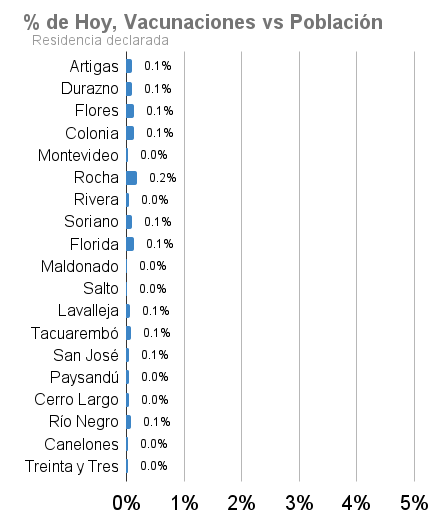 % de Hoy, Vacunaciones vs Población
Residencia declarada
Artigas 0.1%
Durazno 0.1%
Flores 0.1%
Colonia 0.1%
Montevideo 0.0%
Rocha 0.2%
Rivera 0.0%
Soriano 0.1%
Florida 0.1%
Maldonado 0.0%
Salto 0.0%
Lavalleja 0.1%
Tacuarembó 0.1%
San José 0.1%
Paysandú 0.0%
Cerro Largo 0.0%
Río Negro 0.1%
Canelones 0.0%
Treinta y Tres 0.0%
0% 1% 2% 3% 4% 5%